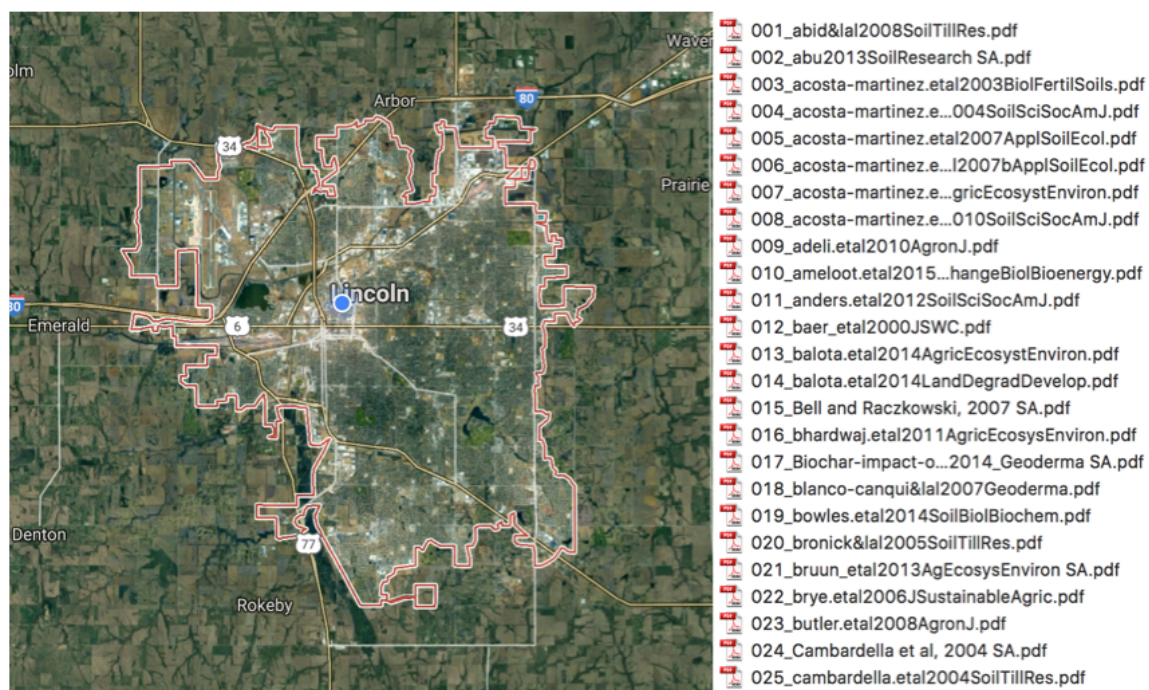 Waver
olm
Arbor
80
34
Prairie
Lincoln
80
Emerald
6
34
Denton
77
Rokeby
001_abid&lal2008SoilTillRes.pdf
002_abu2013SoilResearch SA.pdf
003_acosta-martinez.etal2003BiolFertilSoils.pdf
004_acosta-martinez.e...004SoilSciSocAmJ.pdf
005_acosta-martinez.etal2007ApplSoilEcol.pdf
006_acosta-martinez.e...l2007bApplSoilEcol.pdf
007_acosta-martinez.e...gricEcosystEnviron.pdf
008_acosta-martinez.e...010SoilSciSocAmJ.pdf
009_adeli.etal2010AgronJ.pdf
010_ameloot.etal2015...hangeBiolBioenergy.pdf
011_anders.etal2012SoilSciSocAmJ.pdf
012_baer_etal2000JSWC.pdf
013_balota.etal2014AgricEcosystEnviron.pdf
014_balota.etal2014LandDegradDevelop.pdf
015_Bell and Raczkowski, 2007 SA.pdf
016_bhardwaj.etal2011AgricEcosysEnviron.pdf
017_Biochar-impact-o...2014_Geoderma SA.pdf
018_blanco-canqui&lal2007Geoderma.pdf
019_bowles.etal2014SoilBiolBiochem.pdf
020_bronick&lal2005SoilTillRes.pdf
021_bruun_etal2013AgEcosysEnviron SA.pdf
022_brye.etal2006JSustainableAgric.pdf
023_butler.etal2008AgronJ.pdf
024_Cambardella et al, 2004 SA.pdf
025_cambardella.etal2004SoilTillRes.pdf